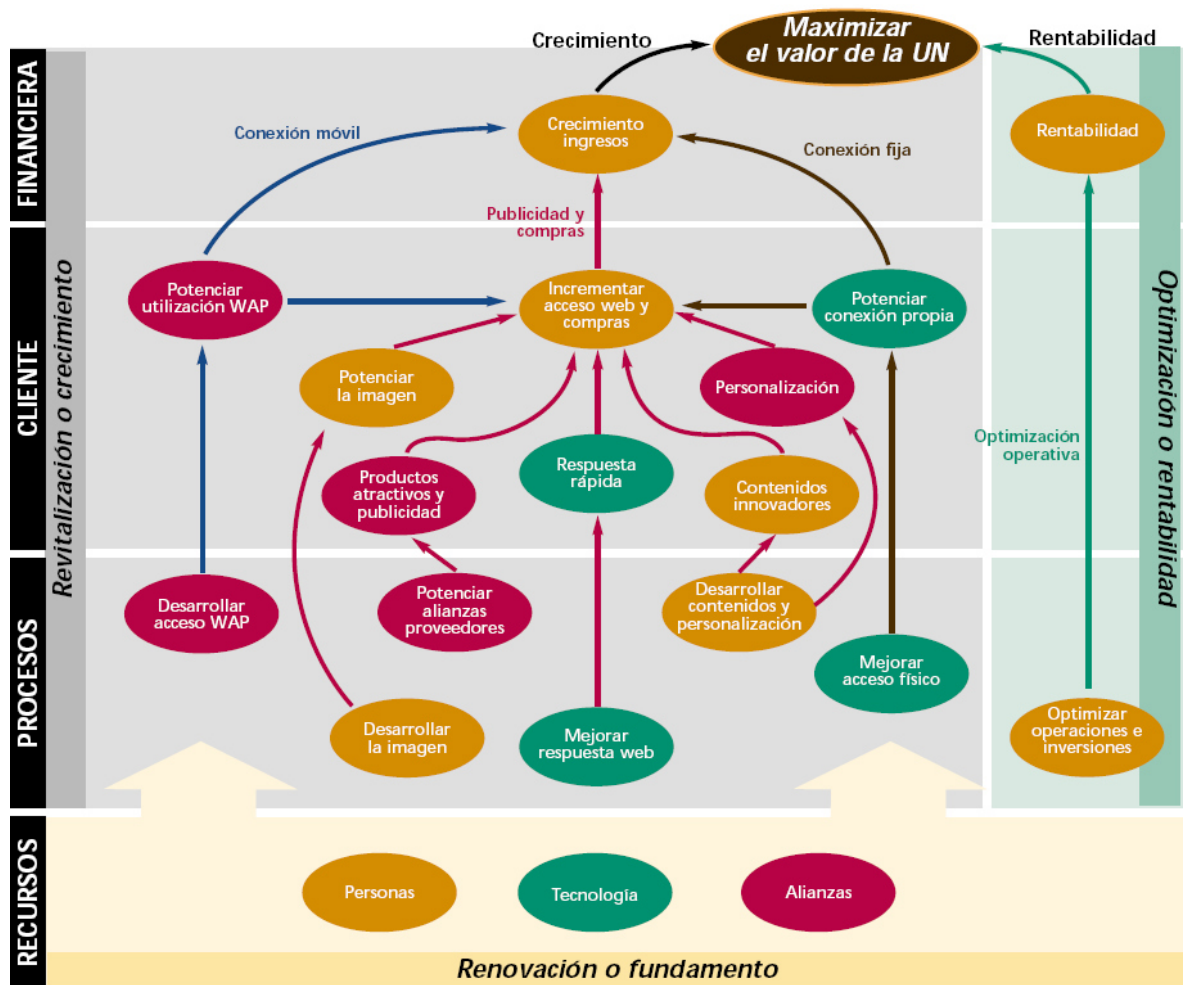 Maximizar
el valor de la UN
Crecimiento
Rentabilidad
FINANCIERA
Crecimiento
ingresos
Rentabilidad
Conexión móvil
Conexión fija
Publicidad y
compras
CLIENTE
Revitalización o crecimiento
Optimización o rentabilidad
Potenciar
utilización WAP
Incrementar
acceso web y
compras
Potenciar
conexión propia
Potenciar
la imagen
Personalización
Optimización
operativa
Productos
atractivos y
publicidad
Respuesta
rápida
Contenidos
innovadores
PROCESOS
Desarrollar
acceso WAP
Potenciar
alianzas
proveedores
Desarrollar
contenidos y
personalización
Mejorar
acceso físico
Desarrollar
la imagen
Mejorar
respuesta web
Optimizar
operaciones e
inversiones
RECURSOS
Personas
Tecnología
Alianzas
Renovación o fundamento